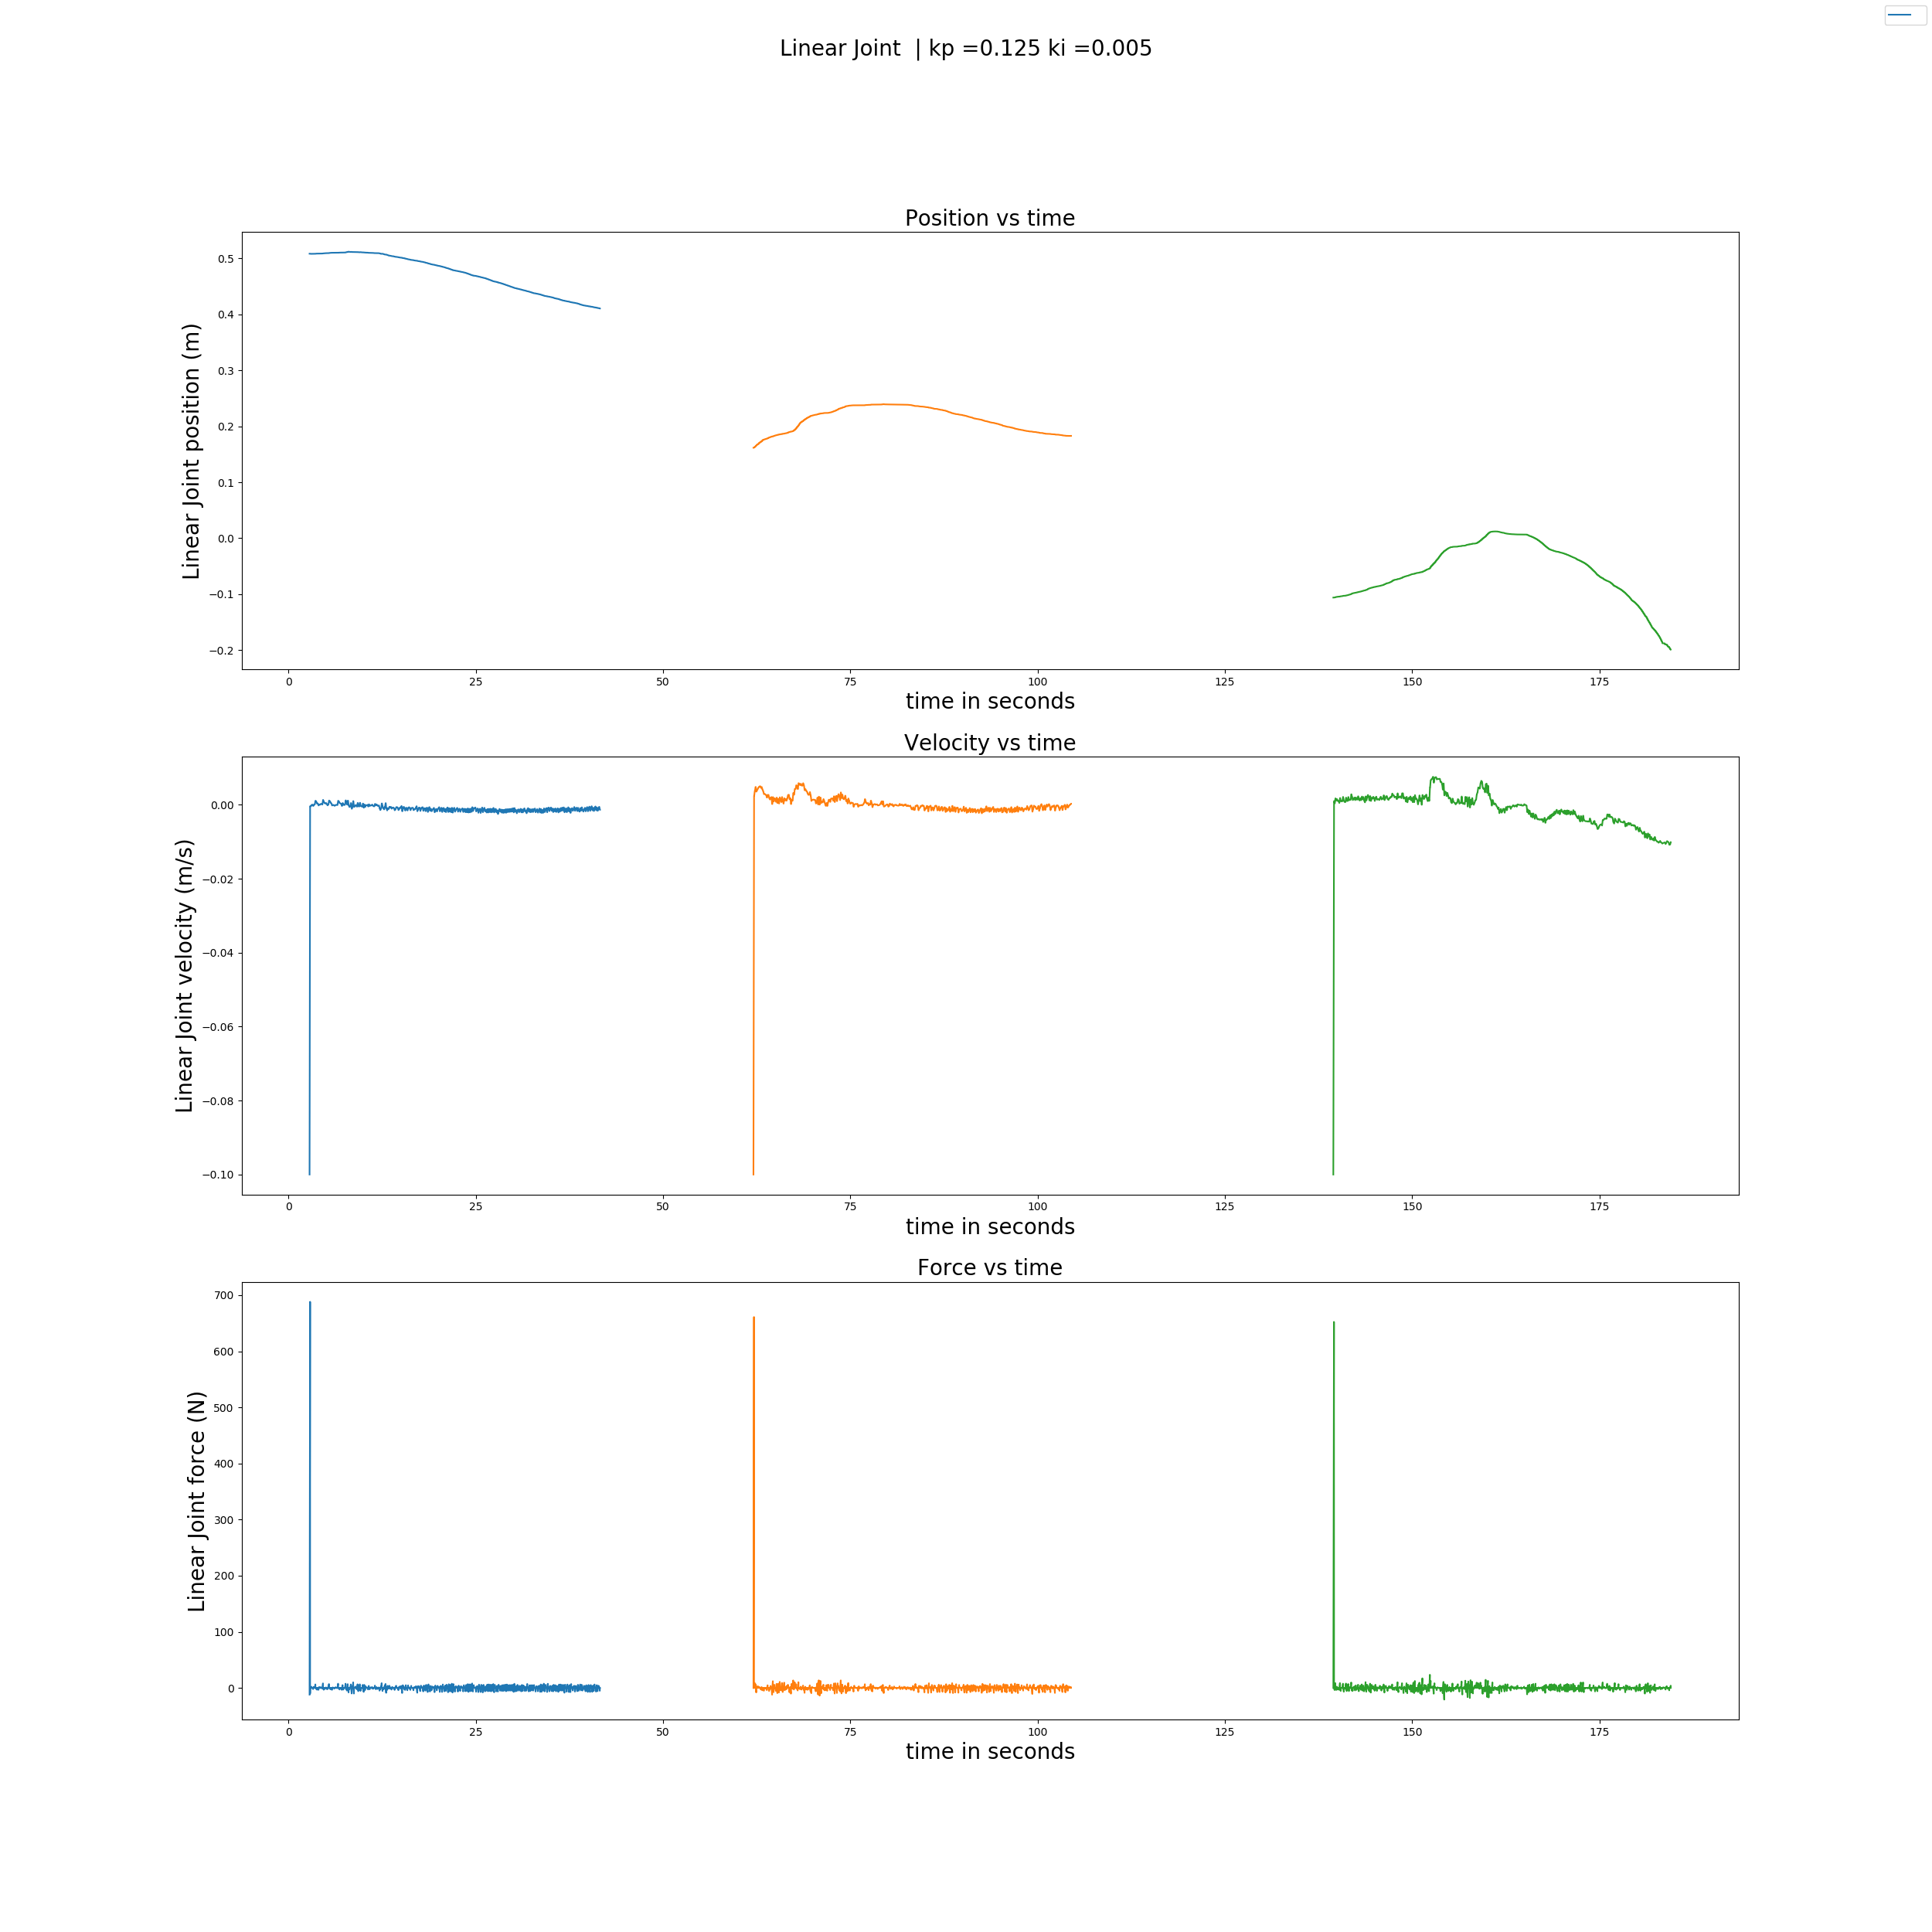 Linear Joint  | kp =0.125 ki =0.005
Position vs time
Linear Joint position (m)
0.5
0.4
0.3
0.2
0.1
0.0
−0.1
−0.2
0 25 50 75 100 125 150 175
time in seconds
Velocity vs time
Linear Joint velocity (m/s)
0.00
−0.02
−0.04
−0.06
−0.08
−0.10
0 25 50 75 100 125 150 175
time in seconds
Force vs time
Linear Joint force (N)
700
600
500
400
300
200
100
0
0 25 50 75 100 125 150 175
time in seconds